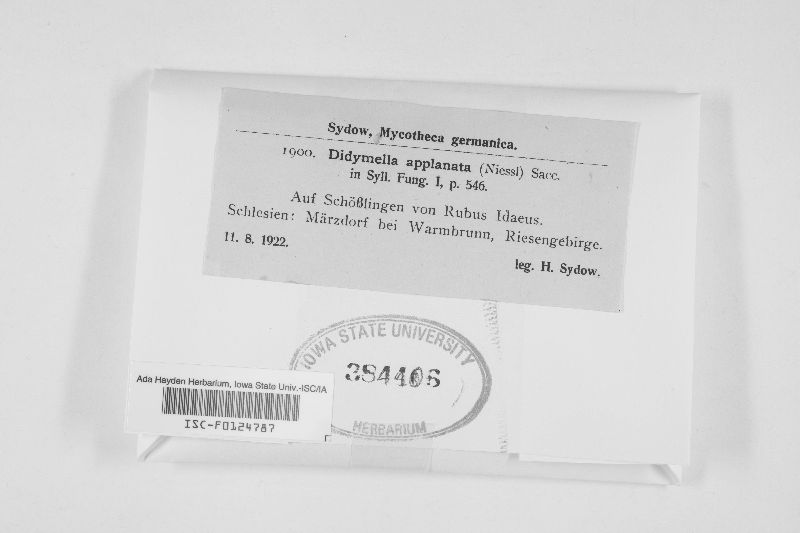 Sydow, Mycotheca germanica.
1900. Didymella applanata (Niessl) Sacc.
in Syll. Fung. I, p. 546.
Auf Schößlingen von Rubus Idaeus.
Schlesien: Märzdorf bei Warmbrunn, Riesengebirge.
11. 8. 1922.
leg. H. Sydow.
IOWA STATE UNIVERSITY
384406
HERBARIUM
Ada Hayden Herbarium, Iowa State Univ.-ISC/IA
ISC-F0124787